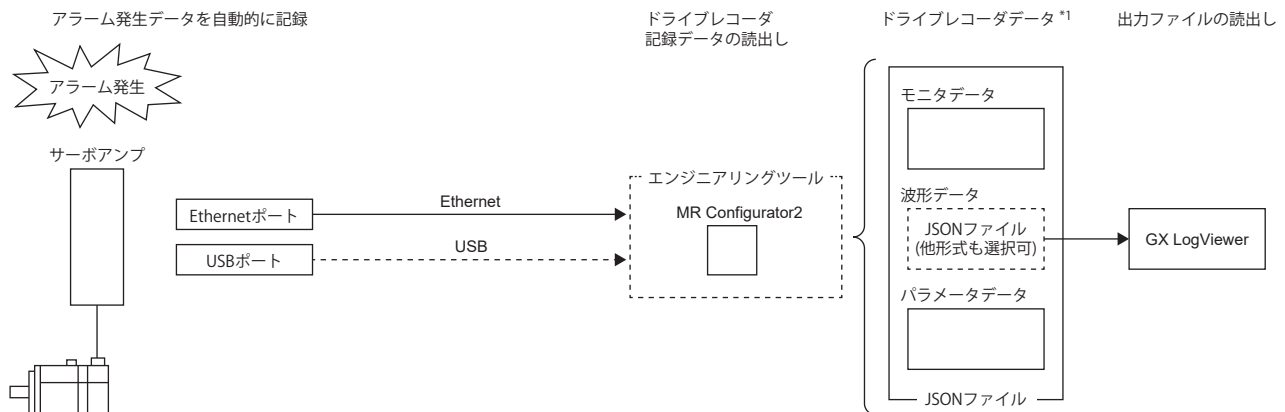 アラーム発生データを自動的に記録
ドライブレコーダ
記録データの読出し
ドライブレコーダデータ *1
出力ファイルの読出し
アラーム発生
サーボアンプ
Ethernetポート
USBポート
Ethernet
USB
エンジニアリングツール
MR Configurator2
モニタデータ
波形データ
JSONファイル
(他形式も選択可)
パラメータデータ
JSONファイル
GX LogViewer